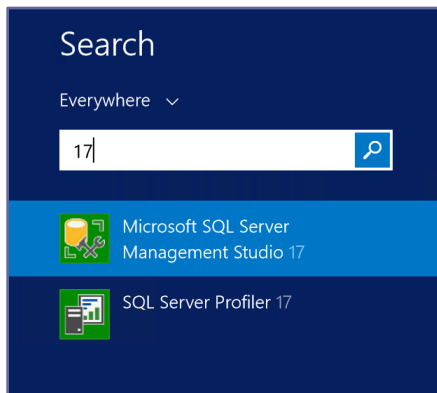 Search
Everywhere
17
Microsoft SQL Server
Management Studio 17
SQL Server Profiler 17